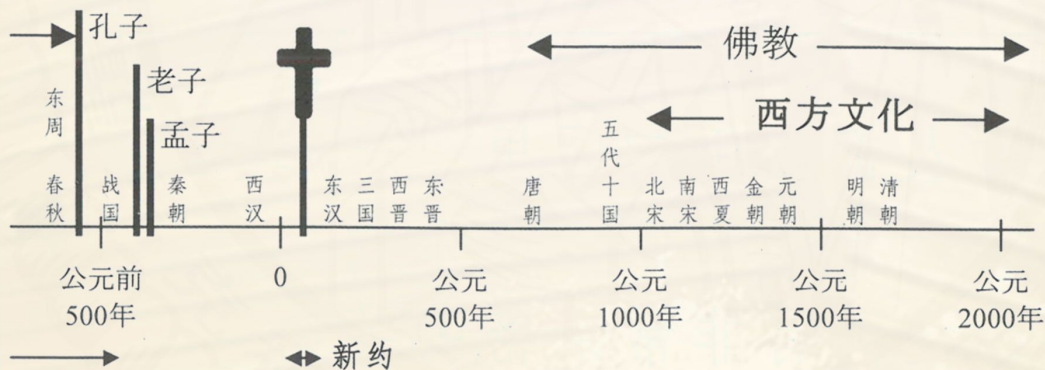 孔子
老子
孟子
佛教
西方文化
东周
春秋
战国
秦朝
西汉
东汉
三国
西晋
东晋
唐朝
五代十国
北宋
南宋
西夏
金朝
元朝
明朝
清朝
公元前
500年
0
公元
500年
公元
1000年
公元
1500年
公元
2000年
新约